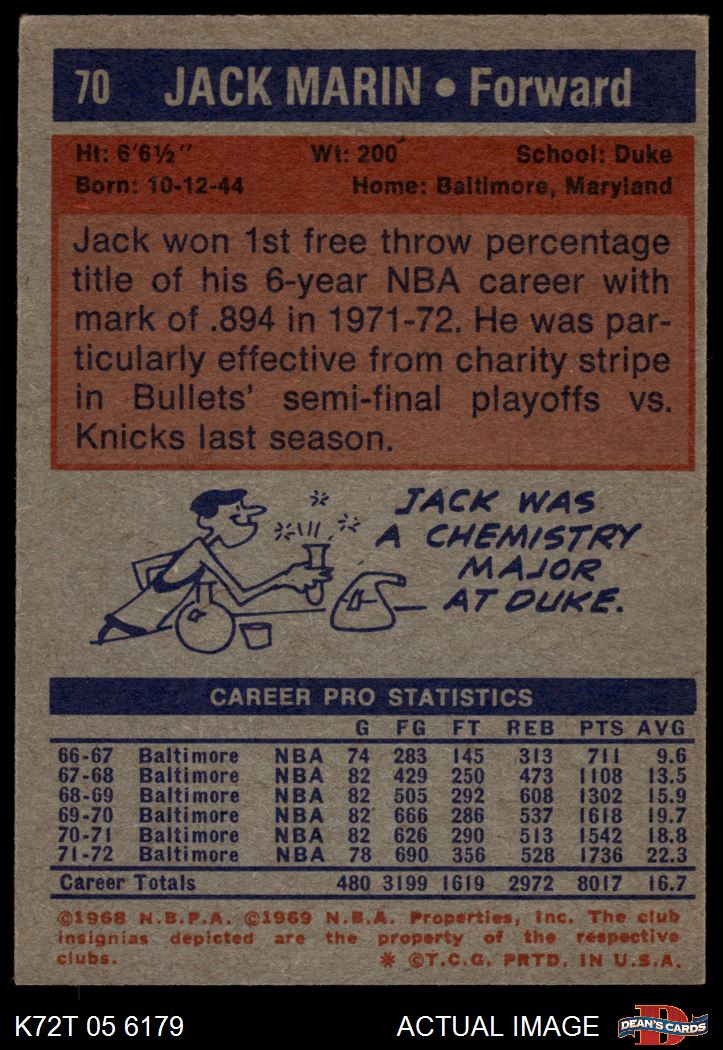 70 JACK MARIN • Forward
Ht: 6'6½" Wt: 200 School: Duke
Born: 10-12-44 Home: Baltimore, Maryland
Jack won 1st free throw percentage
title of his 6-year NBA career with
mark of .894 in 1971-72. He was par-
ticularly effective from charity stripe
in Bullets' semi-final playoffs vs.
Knicks last season.
JACK WAS
A CHEMISTRY
MAJOR
AT DUKE.
CAREER PRO STATISTICS
G FG FT REB PTS AVG
66-67 Baltimore NBA 74 283 145 313 711 9.6
67-68 Baltimore NBA 82 429 250 473 1108 13.5
68-69 Baltimore NBA 82 505 292 608 1302 15.9
69-70 Baltimore NBA 82 666 286 537 1618 19.7
70-71 Baltimore NBA 82 626 290 513 1542 18.8
71-72 Baltimore NBA 78 690 356 528 1736 22.3
Career Totals 480 3199 1619 2972 8017 16.7
©1968 N.B.P.A. ©1969 N.B.A. Properties, Inc. The club
insignias depicted are the property of the respective
clubs. * ©T.C.G. PRTD. IN U.S.A.
K72T 05 6179 ACTUAL IMAGE D DEAN'S CARDS